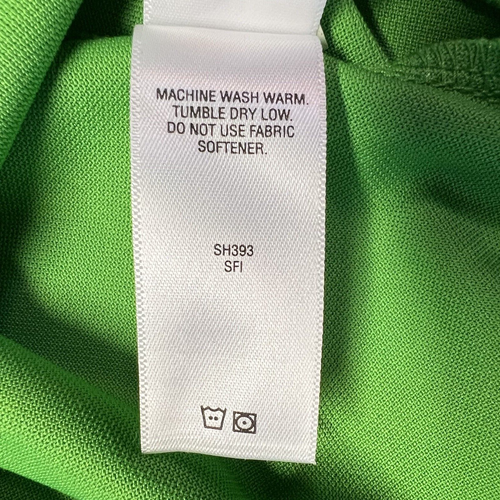 MACHINE WASH WARM.
TUMBLE DRY LOW.
DO NOT USE FABRIC
SOFTENER.
SH393
SFI